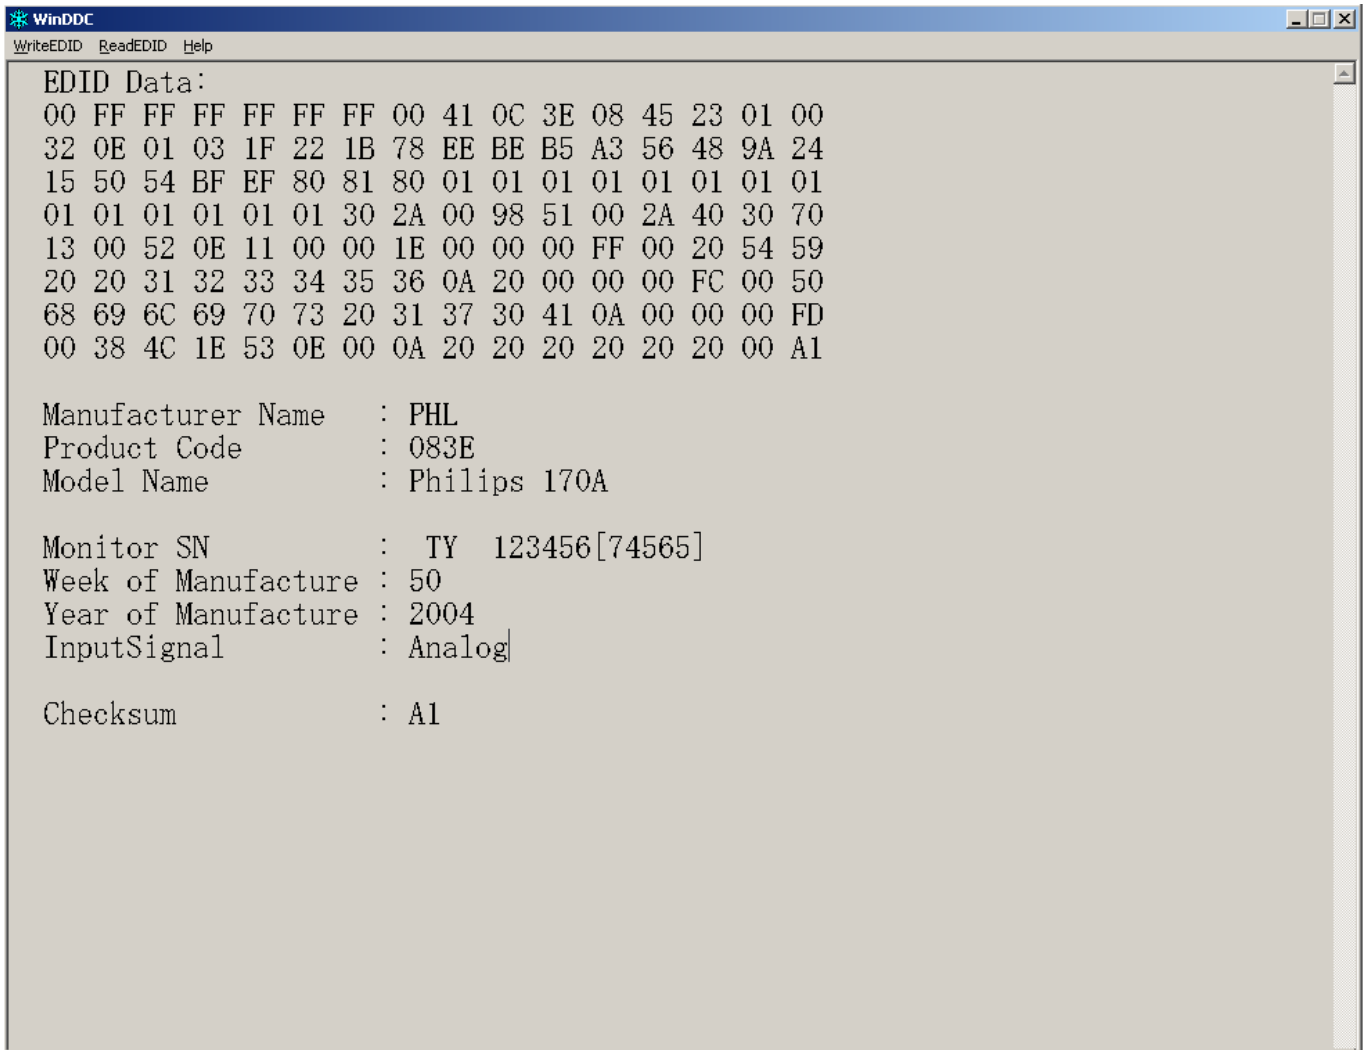 WinDDC
WriteEDID ReadEDID Help
EDID Data:
00 FF FF FF FF FF FF 00 41 0C 3E 08 45 23 01 00
32 0E 01 03 1F 22 1B 78 EE BE B5 A3 56 48 9A 24
15 50 54 BF EF 80 81 80 01 01 01 01 01 01 01 01
01 01 01 01 01 01 30 2A 00 98 51 00 2A 40 30 70
13 00 52 0E 11 00 00 1E 00 00 00 FF 00 20 54 59
20 20 31 32 33 34 35 36 0A 20 00 00 00 FC 00 50
68 69 6C 69 70 73 20 31 37 30 41 0A 00 00 00 FD
00 38 4C 1E 53 0E 00 0A 20 20 20 20 20 20 00 A1
Manufacturer Name : PHL
Product Code : 083E
Model Name : Philips 170A
Monitor SN : TY 123456[74565]
Week of Manufacture : 50
Year of Manufacture : 2004
InputSignal : Analog
Checksum : A1